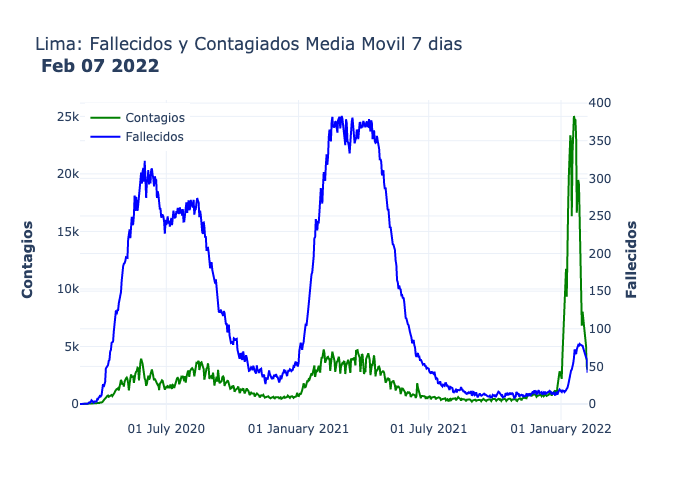 Lima: Fallecidos y Contagiados Media Movil 7 dias
Feb 07 2022
Contagios
Fallecidos
25k
20k
15k
10k
5k
0
400
350
300
250
200
150
100
50
0
Contagios
Fallecidos
01 July 2020
01 January 2021
01 July 2021
01 January 2022